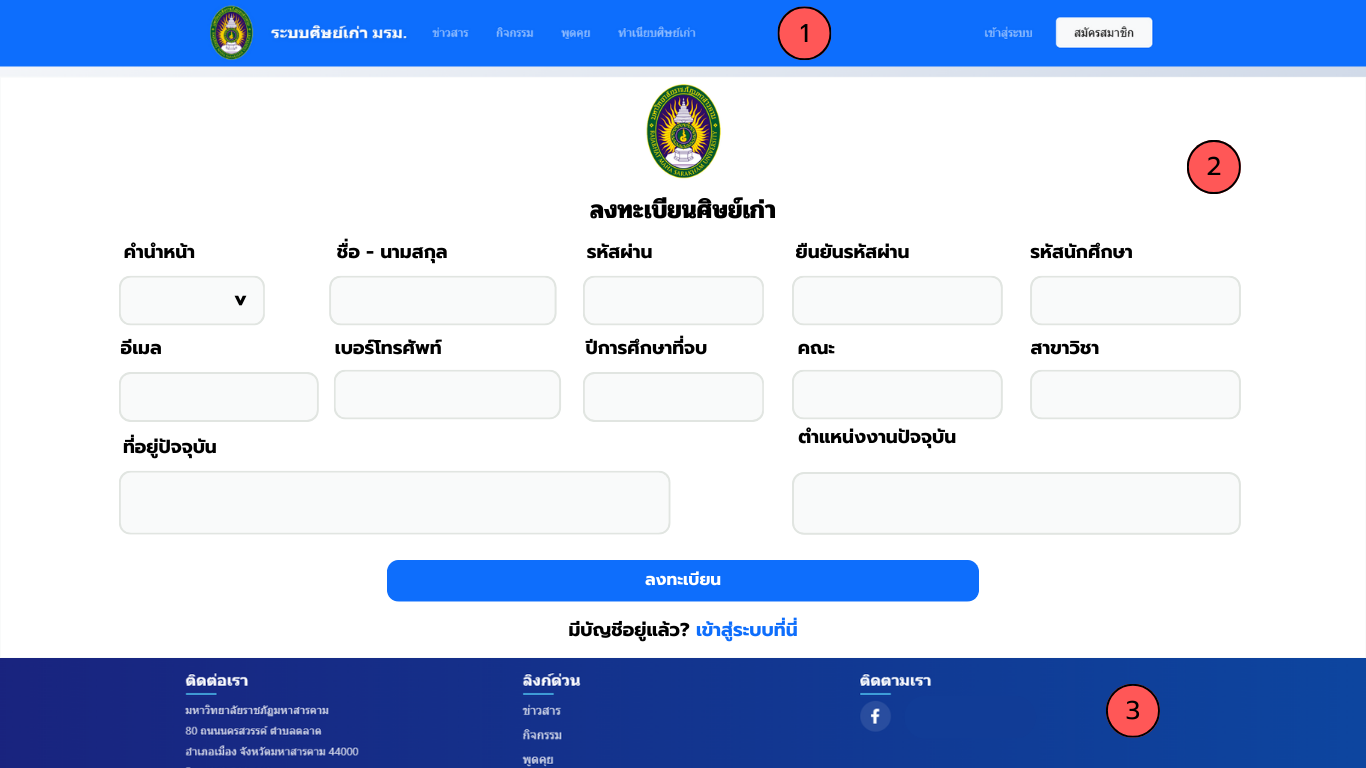 ระบบศิษย์เก่า มรม. ข่าวสาร กิจกรรม พูดคุย ทำเนียบศิษย์เก่า 1 เข้าสู่ระบบ สมัครสมาชิก
2
ลงทะเบียนศิษย์เก่า
คำนำหน้า ชื่อ - นามสกุล รหัสผ่าน ยืนยันรหัสผ่าน รหัสนักศึกษา
v
อีเมล เบอร์โทรศัพท์ ปีการศึกษาที่จบ คณะ สาขาวิชา
ที่อยู่ปัจจุบัน ตำแหน่งงานปัจจุบัน
ลงทะเบียน
มีบัญชีอยู่แล้ว? เข้าสู่ระบบที่นี่
ติดต่อเรา ลิงก์ด่วน ติดตามเรา
มหาวิทยาลัยราชภัฏมหาสารคาม ข่าวสาร 3
80 ถนนนครสวรรค์ ตำบลตลาด กิจกรรม
อำเภอเมือง จังหวัดมหาสารคาม 44000 พูดคุย